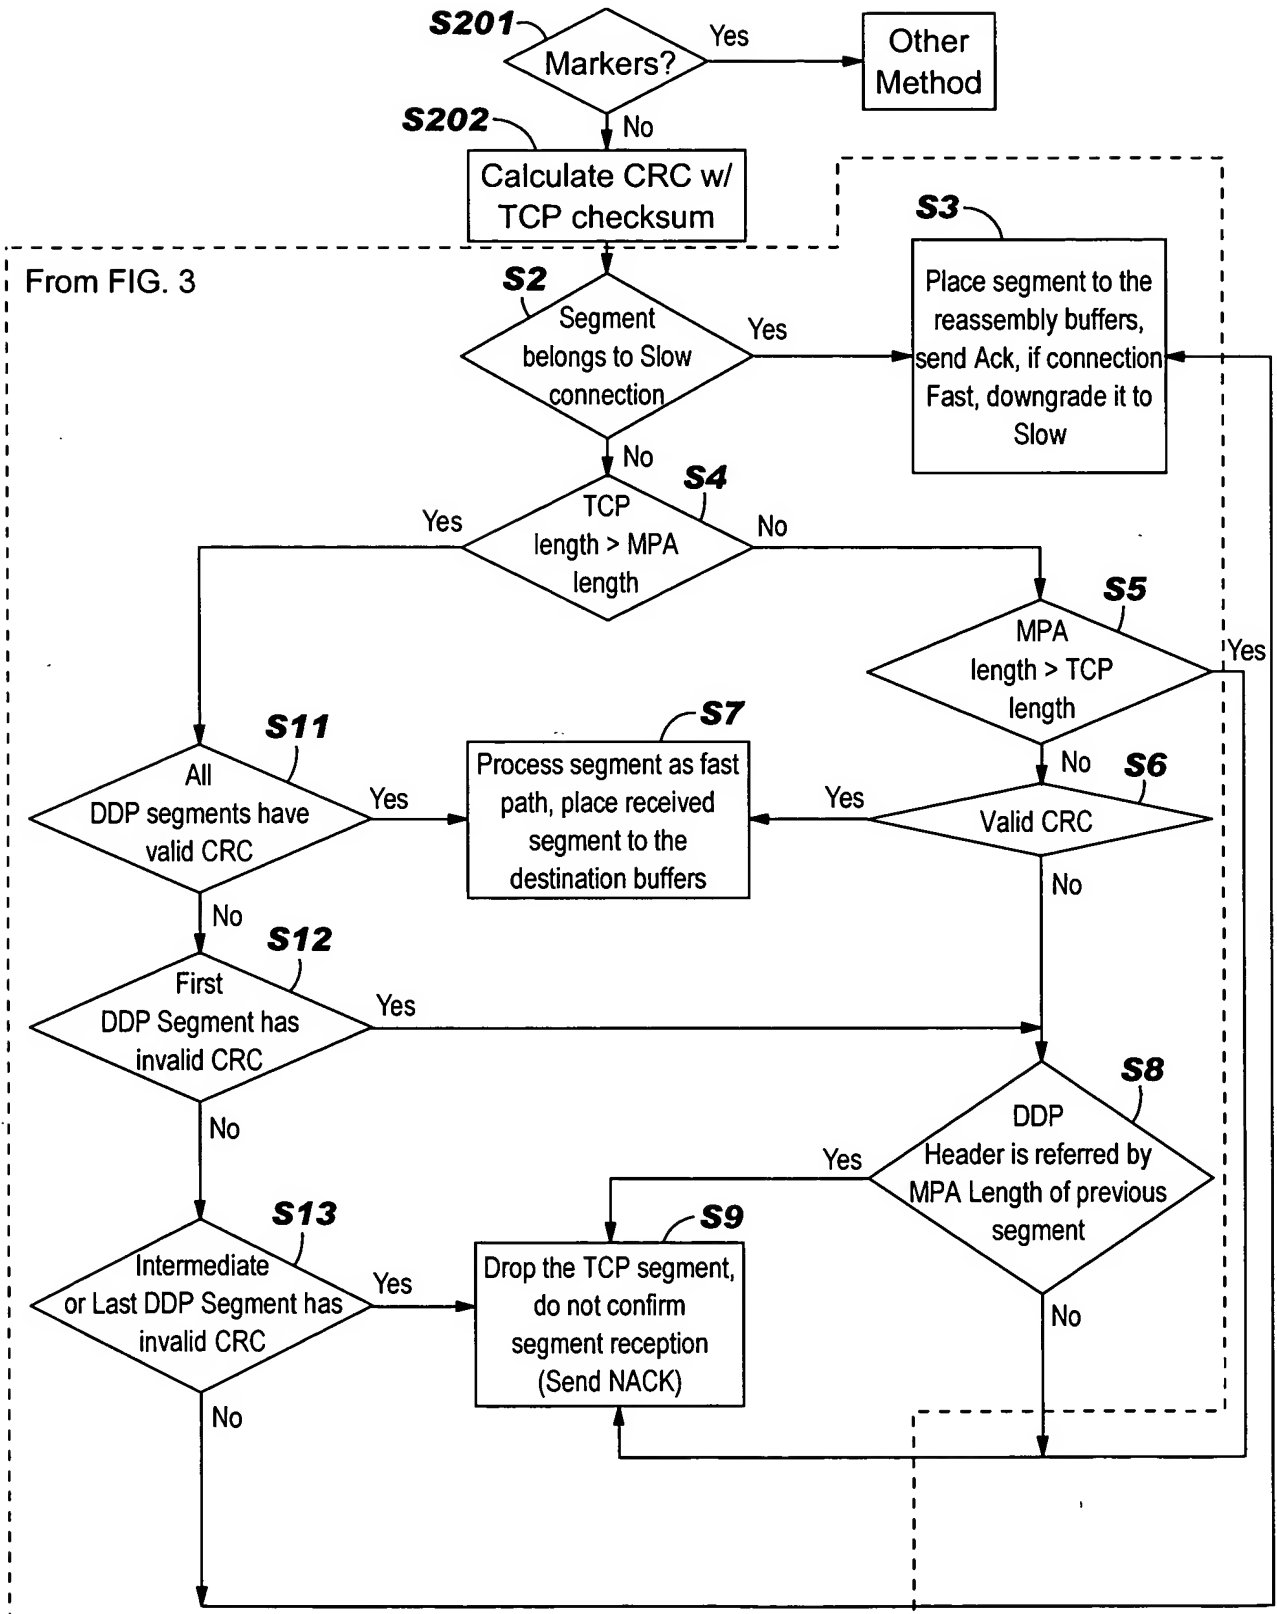 S201
Markers?
Yes
Other
Method
No
S202
Calculate CRC w/
TCP checksum
From FIG. 3
S2
Segment
belongs to Slow
connection
Yes
No
S3
Place segment to the
reassembly buffers,
send Ack, if connection
Fast, downgrade it to
Slow
S4
TCP
length > MPA
length
Yes
No
S5
MPA
length > TCP
length
Yes
No
S6
Valid CRC
Yes
No
S7
Process segment as fast
path, place received
segment to the
destination buffers
S11
All
DDP segments have
valid CRC
Yes
No
S12
First
DDP Segment has
invalid CRC
Yes
No
S8
DDP
Header is referred by
MPA Length of previous
segment
Yes
No
S13
Intermediate
or Last DDP Segment has
invalid CRC
Yes
No
S9
Drop the TCP segment,
do not confirm
segment reception
(Send NACK)